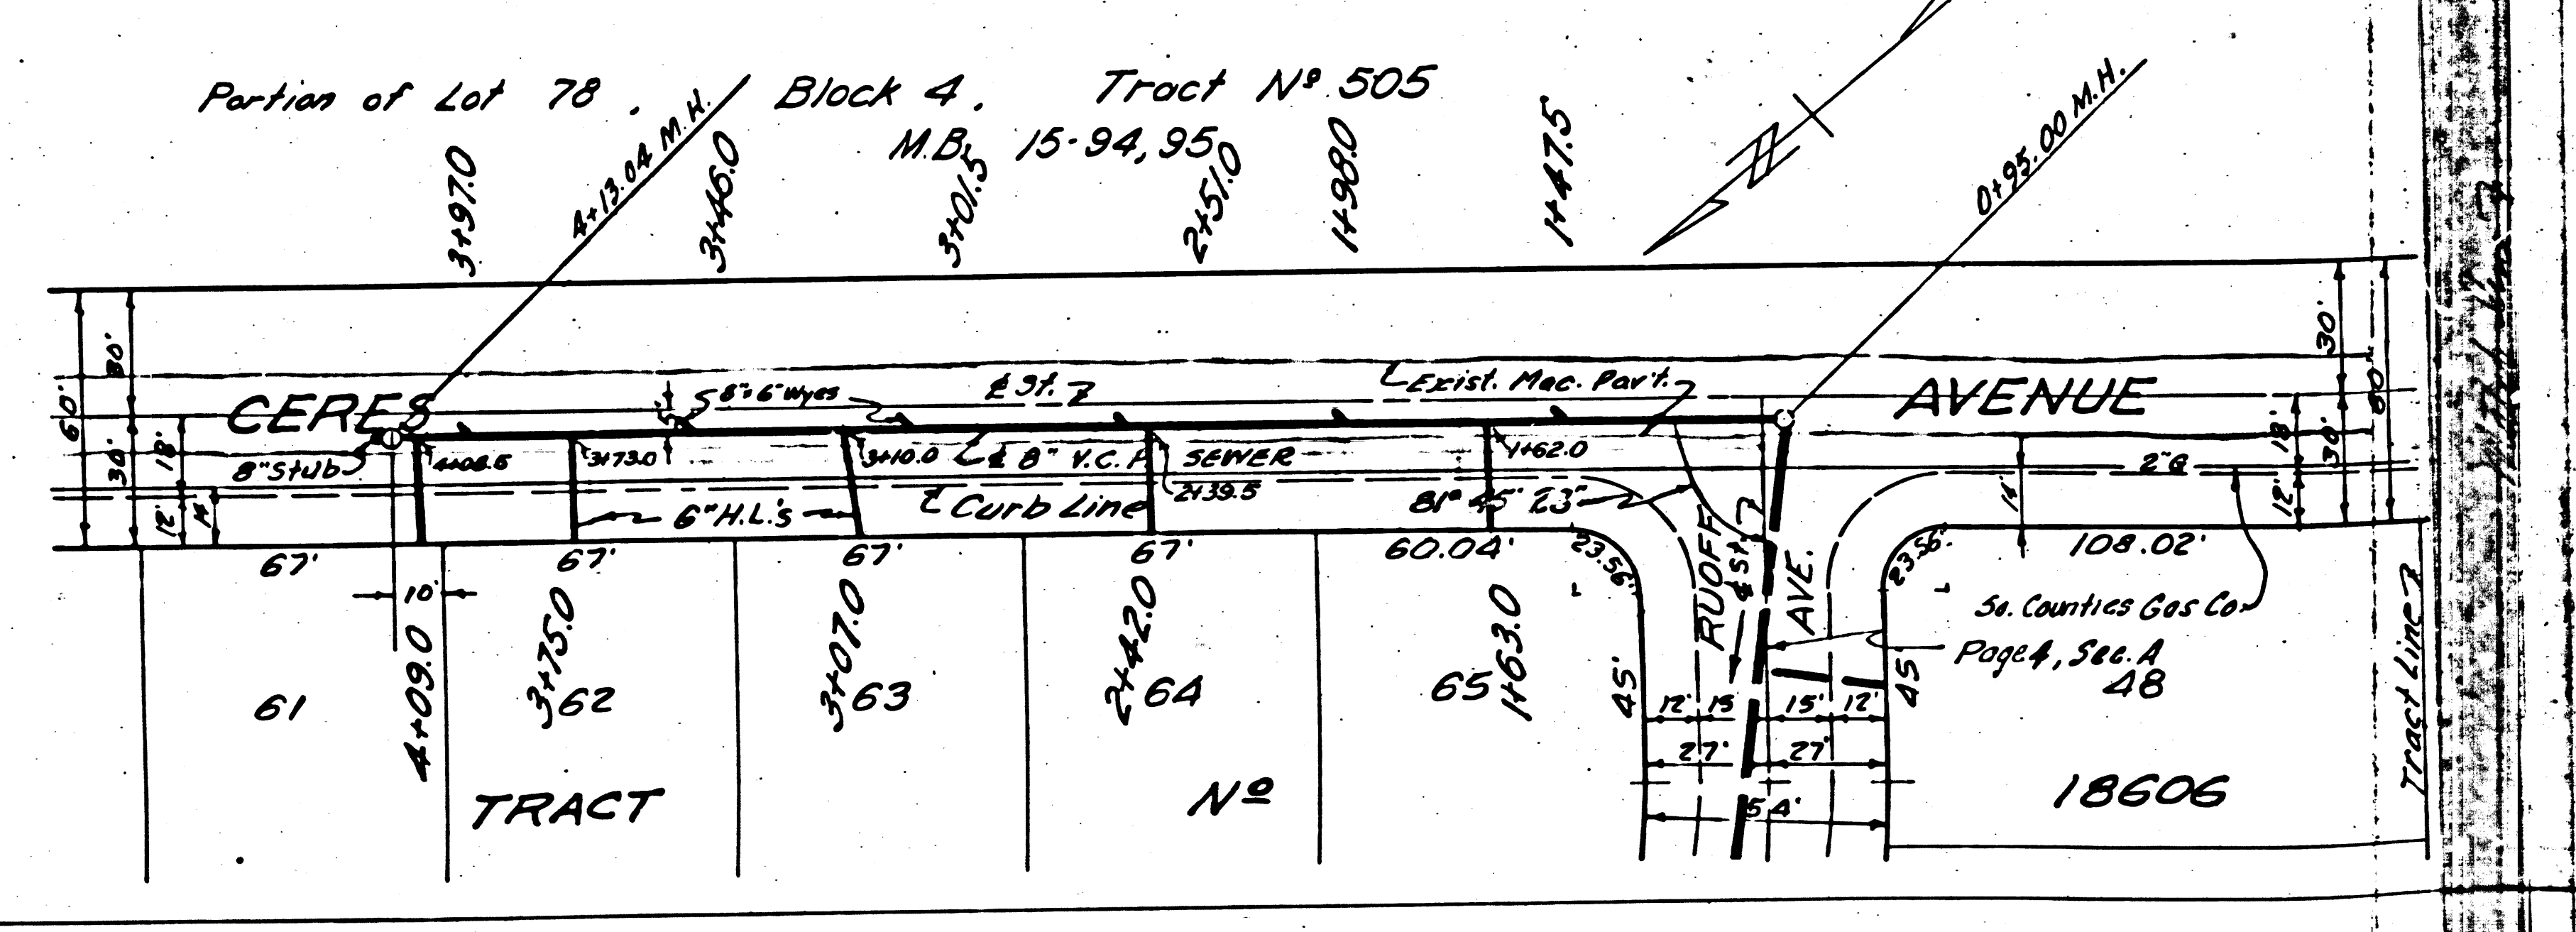 Portion of Lot 78 , Block 4 . Tract Nº 505
M.B. 15-94,95
3+97.0
4+13.04 M.H.
3+46.0
3+01.5
2+51.0
1+98.0
1+47.5
0+95.00 M.H.
60'
30'
30'
18'
12'
14'
CERES
8"x6" Wyes
5'
₵ St.
Exist. Mac. Pav't.
AVENUE
30'
60'
18'
30'
12'
14'
8" Stub
4+08.5
3+73.0
3+10.0
₵ 8" V.C.P. SEWER
2+39.5
1+62.0
2"G
6" H.L.'s
Curb Line
81° 45' 23"
67'
67'
67'
67'
60.04'
23.56'
23.56'
108.02'
10'
RUOFF AVE.
₵ St.
So. Counties Gas Co.
Page 4, Sec. A
4+09.0
3+75.0
3+07.0
2+42.0
1+63.0
61
62
63
64
65
48
45'
45'
12' 15' 15' 12'
27' 27'
54'
TRACT Nº 18606
Tract Line